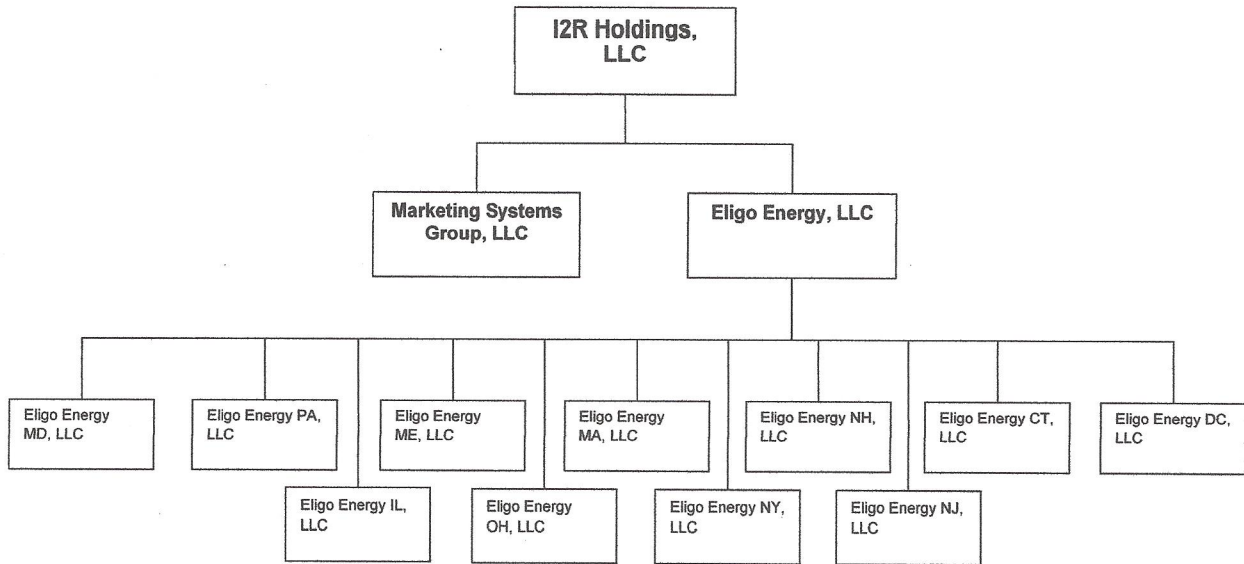 I2R Holdings,
LLC
Marketing Systems
Group, LLC
Eligo Energy, LLC
Eligo Energy
MD, LLC
Eligo Energy PA,
LLC
Eligo Energy
ME, LLC
Eligo Energy
MA, LLC
Eligo Energy NH,
LLC
Eligo Energy CT,
LLC
Eligo Energy DC,
LLC
Eligo Energy IL,
LLC
Eligo Energy
OH, LLC
Eligo Energy NY,
LLC
Eligo Energy NJ,
LLC